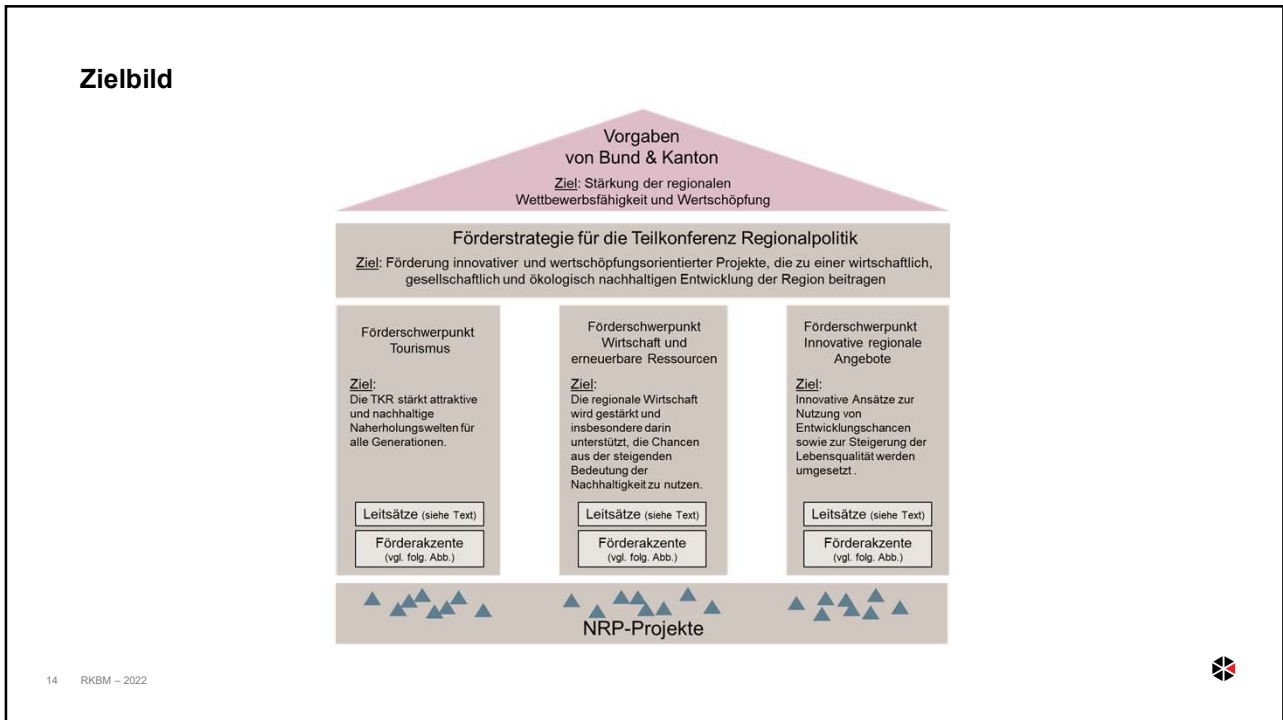 Zielbild
Vorgaben
von Bund & Kanton
Ziel: Stärkung der regionalen
Wettbewerbsfähigkeit und Wertschöpfung
Förderstrategie für die Teilkonferenz Regionalpolitik
Ziel: Förderung innovativer und wertschöpfungsorientierter Projekte, die zu einer wirtschaftlich,
gesellschaftlich und ökologisch nachhaltigen Entwicklung der Region beitragen
Förderschwerpunkt
Tourismus
Ziel:
Die TKR stärkt attraktive
und nachhaltige
Naherholungswelten für
alle Generationen.
Leitsätze (siehe Text)
Förderakzente
(vgl. folg. Abb.)
Förderschwerpunkt
Wirtschaft und
erneuerbare Ressourcen
Ziel:
Die regionale Wirtschaft
wird gestärkt und
insbesondere darin
unterstützt, die Chancen
aus der steigenden
Bedeutung der
Nachhaltigkeit zu nutzen.
Leitsätze (siehe Text)
Förderakzente
(vgl. folg. Abb.)
Förderschwerpunkt
Innovative regionale
Angebote
Ziel:
Innovative Ansätze zur
Nutzung von
Entwicklungschancen
sowie zur Steigerung der
Lebensqualität werden
umgesetzt .
Leitsätze (siehe Text)
Förderakzente
(vgl. folg. Abb.)
NRP-Projekte
14 RKBM – 2022